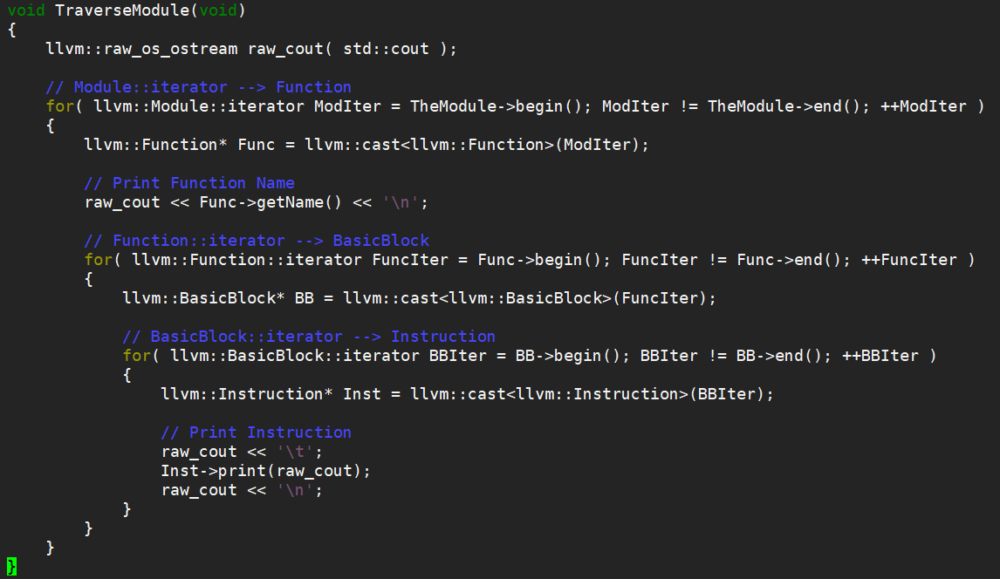 void TraverseModule(void)
{
    llvm::raw_os_ostream raw_cout( std::cout );

    // Module::iterator --> Function
    for( llvm::Module::iterator ModIter = TheModule->begin(); ModIter != TheModule->end(); ++ModIter )
    {
        llvm::Function* Func = llvm::cast<llvm::Function>(ModIter);

        // Print Function Name
        raw_cout << Func->getName() << '\n';

        // Function::iterator --> BasicBlock
        for( llvm::Function::iterator FuncIter = Func->begin(); FuncIter != Func->end(); ++FuncIter )
        {
            llvm::BasicBlock* BB = llvm::cast<llvm::BasicBlock>(FuncIter);

            // BasicBlock::iterator --> Instruction
            for( llvm::BasicBlock::iterator BBIter = BB->begin(); BBIter != BB->end(); ++BBIter )
            {
                llvm::Instruction* Inst = llvm::cast<llvm::Instruction>(BBIter);

                // Print Instruction
                raw_cout << '\t';
                Inst->print(raw_cout);
                raw_cout << '\n';
            }
        }
    }
}